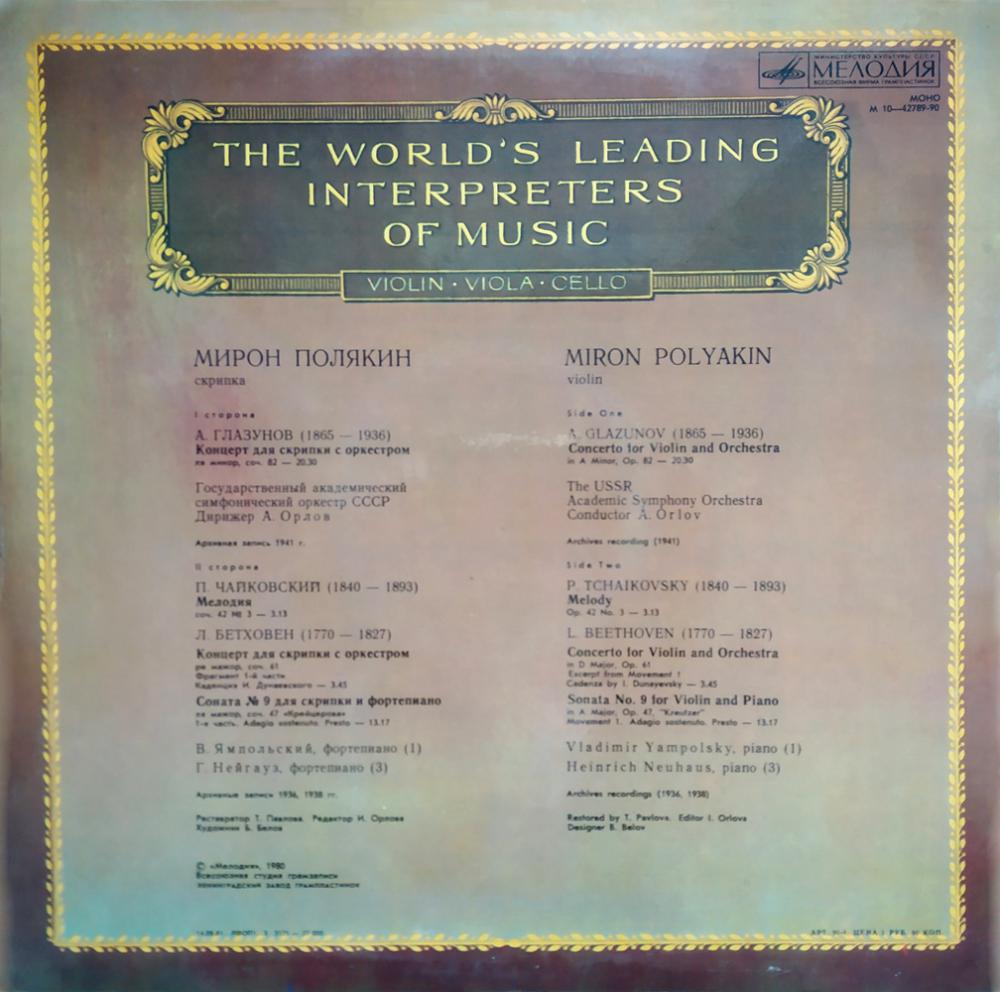 МИНИСТЕРСТВО КУЛЬТУРЫ СССР
МЕЛОДИЯ
ВСЕСОЮЗНАЯ ФИРМА ГРАМПЛАСТИНОК
МОНО
М 10—42789-90
THE WORLD'S LEADING
INTERPRETERS
OF MUSIC
VIOLIN · VIOLA · CELLO
МИРОН ПОЛЯКИН
скрипка
I сторона
А. ГЛАЗУНОВ (1865 — 1936)
Концерт для скрипки с оркестром
ля минор, соч. 82 — 20.30
Государственный академический
симфонический оркестр СССР
Дирижер А. Орлов
Архивная запись 1941 г.
II сторона
П. ЧАЙКОВСКИЙ (1840 — 1893)
Мелодия
соч. 42 № 3 — 3.13
Л. БЕТХОВЕН (1770 — 1827)
Концерт для скрипки с оркестром
ре мажор, соч. 61
Фрагмент 1-й части
Каденция И. Дунаевского — 3.45
Соната № 9 для скрипки и фортепиано
ля мажор, соч. 47 «Крейцерова»
1-я часть. Adagio sostenuto. Presto — 13.17
В. Ямпольский, фортепиано (1)
Г. Нейгауз, фортепиано (3)
Архивные записи 1936, 1938 гг.
Реставратор Т. Павлова. Редактор И. Орлова
Художник Б. Белов
© «Мелодия», 1980
Всесоюзная студия грамзаписи
ЛЕНИНГРАДСКИЙ ЗАВОД ГРАМПЛАСТИНОК
MIRON POLYAKIN
violin
Side One
A. GLAZUNOV (1865 — 1936)
Concerto for Violin and Orchestra
in A Minor, Op. 82 — 20.30
The USSR
Academic Symphony Orchestra
Conductor A. Orlov
Archives recording (1941)
Side Two
P. TCHAIKOVSKY (1840 — 1893)
Melody
Op. 42 No. 3 — 3.13
L. BEETHOVEN (1770 — 1827)
Concerto for Violin and Orchestra
in D Major, Op. 61
Excerpt from Movement 1
Cadenza by I. Dunayevsky — 3.45
Sonata No. 9 for Violin and Piano
in A Major, Op. 47, "Kreutzer"
Movement 1. Adagio sostenuto. Presto — 13.17
Vladimir Yampolsky, piano (1)
Heinrich Neuhaus, piano (3)
Archives recordings (1936, 1938)
Restored by T. Pavlova. Editor I. Orlova
Designer B. Belov
АРТ. ЦЕНА 1 РУБ. КОП.